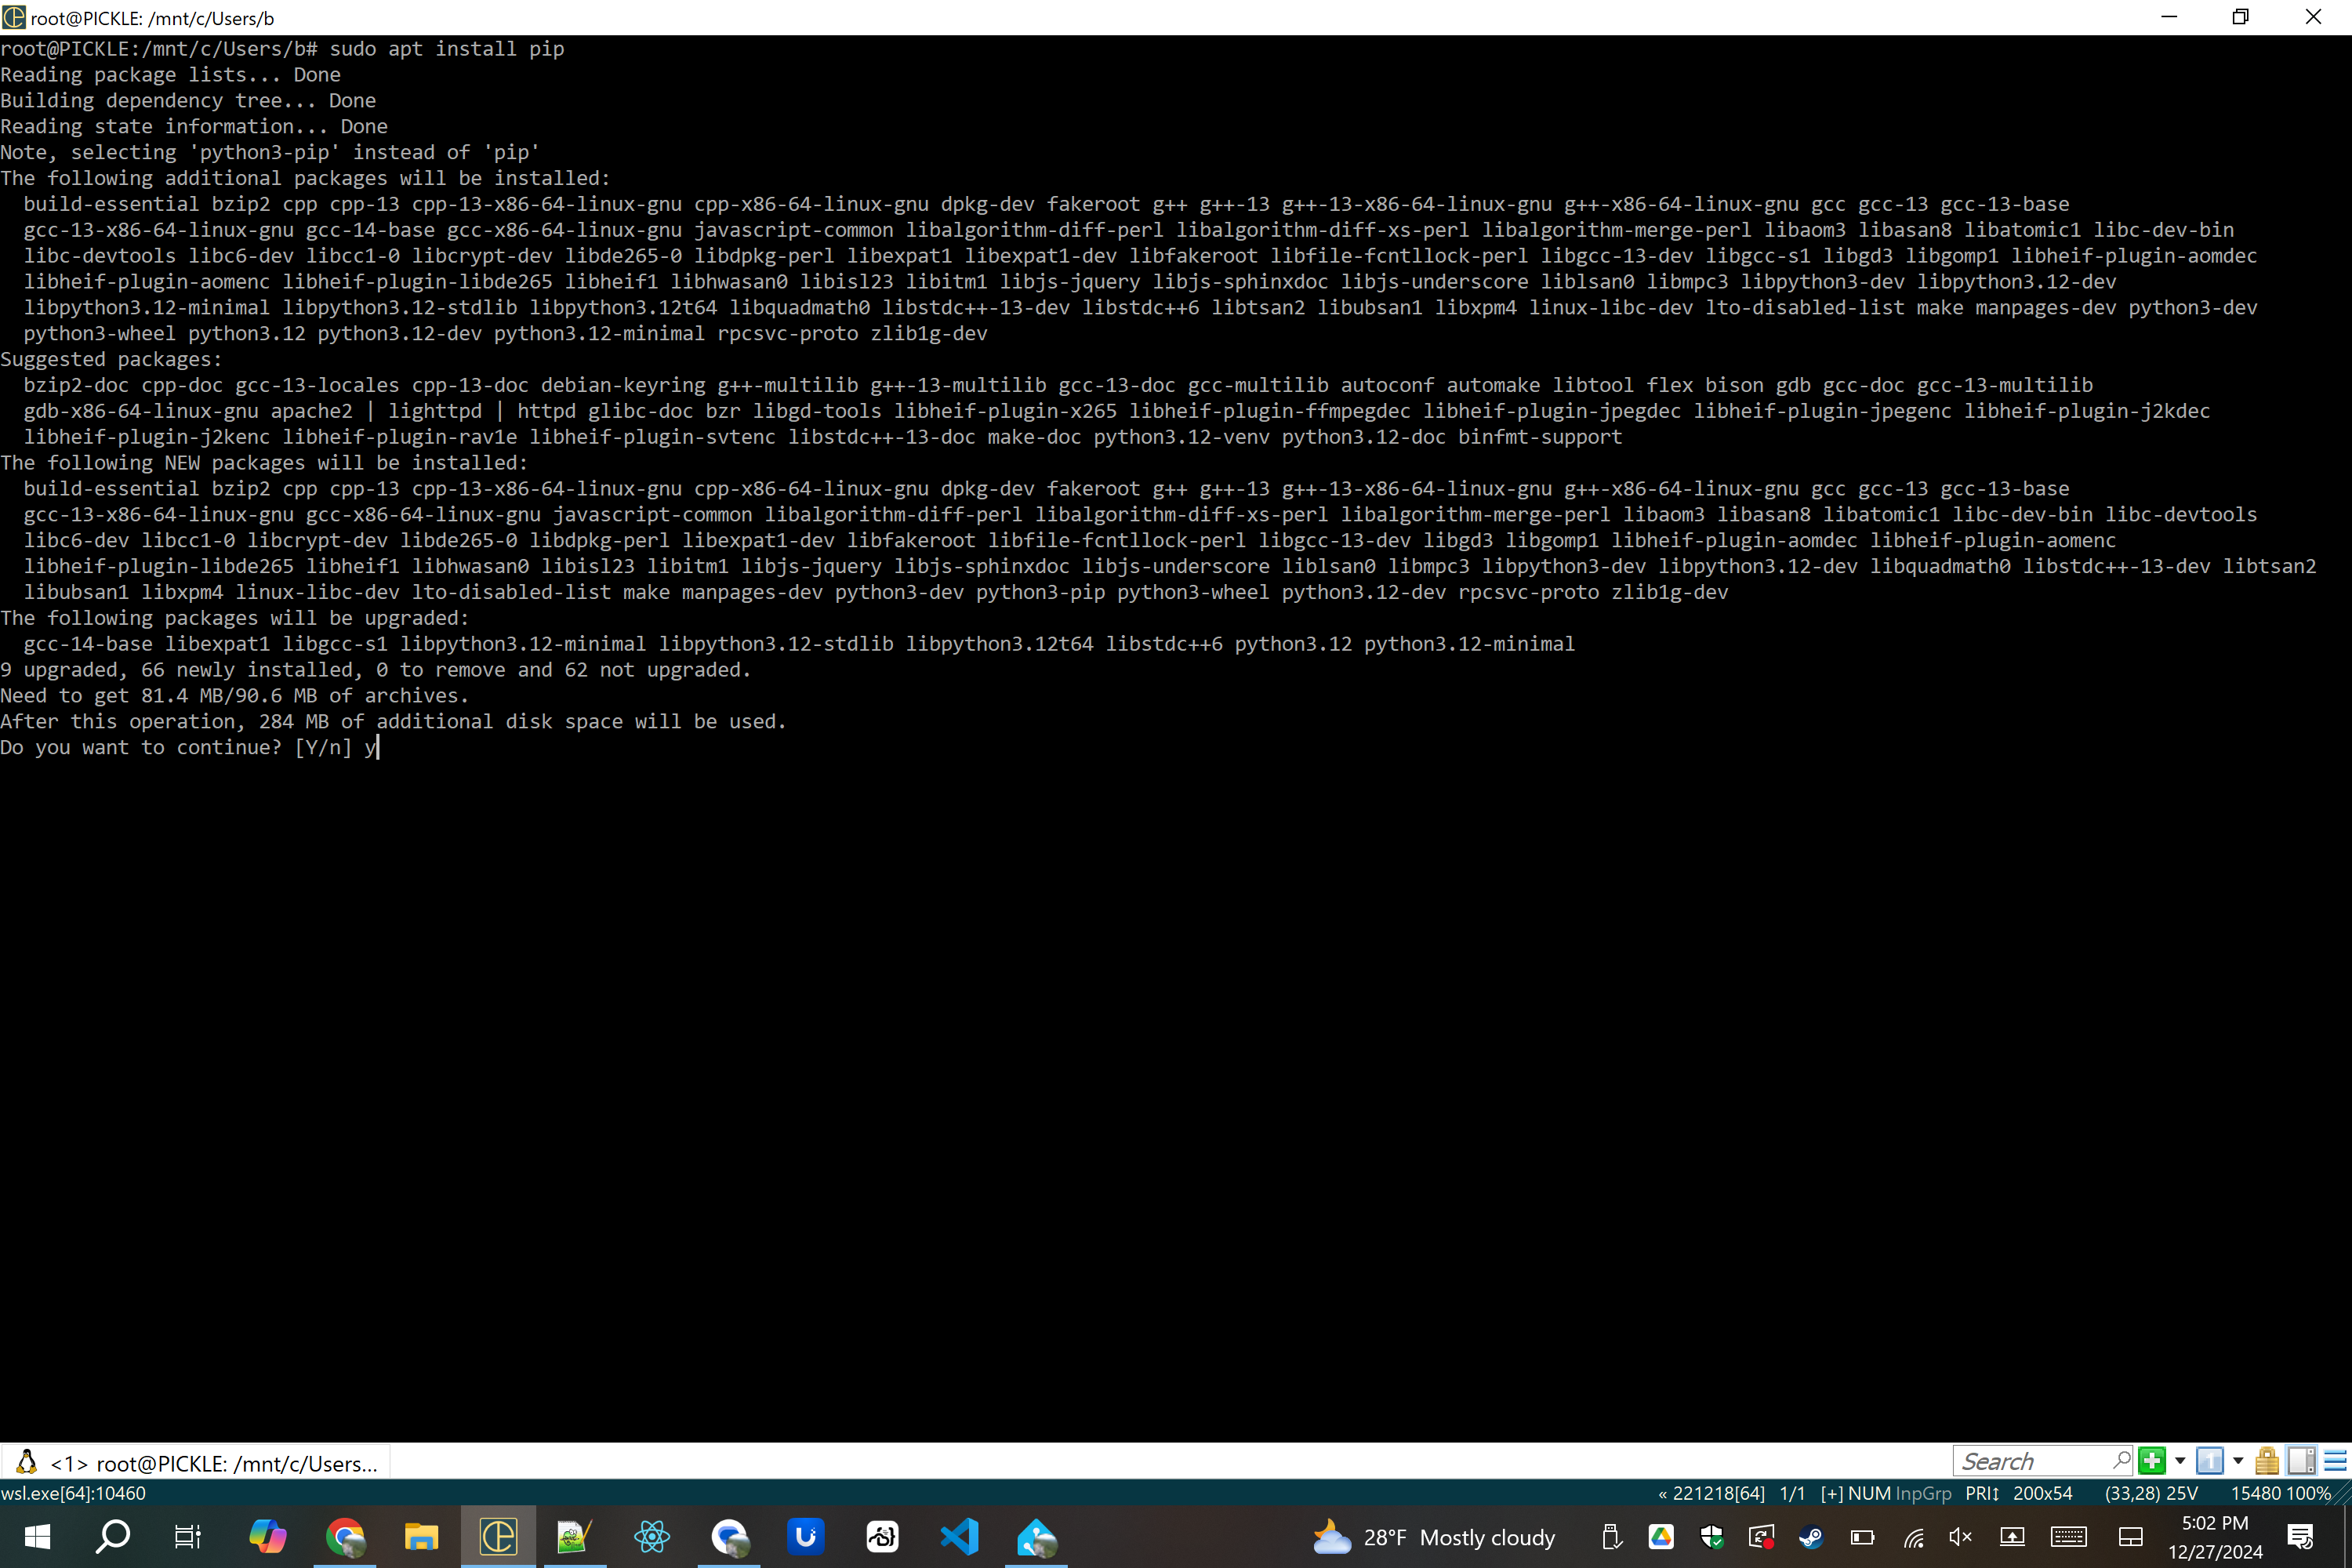 root@PICKLE: /mnt/c/Users/b
root@PICKLE:/mnt/c/Users/b# sudo apt install pip
Reading package lists... Done
Building dependency tree... Done
Reading state information... Done
Note, selecting 'python3-pip' instead of 'pip'
The following additional packages will be installed:
  build-essential bzip2 cpp cpp-13 cpp-13-x86-64-linux-gnu cpp-x86-64-linux-gnu dpkg-dev fakeroot g++ g++-13 g++-13-x86-64-linux-gnu g++-x86-64-linux-gnu gcc gcc-13 gcc-13-base
  gcc-13-x86-64-linux-gnu gcc-14-base gcc-x86-64-linux-gnu javascript-common libalgorithm-diff-perl libalgorithm-diff-xs-perl libalgorithm-merge-perl libaom3 libasan8 libatomic1 libc-dev-bin
  libc-devtools libc6-dev libcc1-0 libcrypt-dev libde265-0 libdpkg-perl libexpat1 libexpat1-dev libfakeroot libfile-fcntllock-perl libgcc-13-dev libgcc-s1 libgd3 libgomp1 libheif-plugin-aomdec
  libheif-plugin-aomenc libheif-plugin-libde265 libheif1 libhwasan0 libisl23 libitm1 libjs-jquery libjs-sphinxdoc libjs-underscore liblsan0 libmpc3 libpython3-dev libpython3.12-dev
  libpython3.12-minimal libpython3.12-stdlib libpython3.12t64 libquadmath0 libstdc++-13-dev libstdc++6 libtsan2 libubsan1 libxpm4 linux-libc-dev lto-disabled-list make manpages-dev python3-dev
  python3-wheel python3.12 python3.12-dev python3.12-minimal rpcsvc-proto zlib1g-dev
Suggested packages:
  bzip2-doc cpp-doc gcc-13-locales cpp-13-doc debian-keyring g++-multilib g++-13-multilib gcc-13-doc gcc-multilib autoconf automake libtool flex bison gdb gcc-doc gcc-13-multilib
  gdb-x86-64-linux-gnu apache2 | lighttpd | httpd glibc-doc bzr libgd-tools libheif-plugin-x265 libheif-plugin-ffmpegdec libheif-plugin-jpegdec libheif-plugin-jpegenc libheif-plugin-j2kdec
  libheif-plugin-j2kenc libheif-plugin-rav1e libheif-plugin-svtenc libstdc++-13-doc make-doc python3.12-venv python3.12-doc binfmt-support
The following NEW packages will be installed:
  build-essential bzip2 cpp cpp-13 cpp-13-x86-64-linux-gnu cpp-x86-64-linux-gnu dpkg-dev fakeroot g++ g++-13 g++-13-x86-64-linux-gnu g++-x86-64-linux-gnu gcc gcc-13 gcc-13-base
  gcc-13-x86-64-linux-gnu gcc-x86-64-linux-gnu javascript-common libalgorithm-diff-perl libalgorithm-diff-xs-perl libalgorithm-merge-perl libaom3 libasan8 libatomic1 libc-dev-bin libc-devtools
  libc6-dev libcc1-0 libcrypt-dev libde265-0 libdpkg-perl libexpat1-dev libfakeroot libfile-fcntllock-perl libgcc-13-dev libgd3 libgomp1 libheif-plugin-aomdec libheif-plugin-aomenc
  libheif-plugin-libde265 libheif1 libhwasan0 libisl23 libitm1 libjs-jquery libjs-sphinxdoc libjs-underscore liblsan0 libmpc3 libpython3-dev libpython3.12-dev libquadmath0 libstdc++-13-dev libtsan2
  libubsan1 libxpm4 linux-libc-dev lto-disabled-list make manpages-dev python3-dev python3-pip python3-wheel python3.12-dev rpcsvc-proto zlib1g-dev
The following packages will be upgraded:
  gcc-14-base libexpat1 libgcc-s1 libpython3.12-minimal libpython3.12-stdlib libpython3.12t64 libstdc++6 python3.12 python3.12-minimal
9 upgraded, 66 newly installed, 0 to remove and 62 not upgraded.
Need to get 81.4 MB/90.6 MB of archives.
After this operation, 284 MB of additional disk space will be used.
Do you want to continue? [Y/n] y
<1> root@PICKLE: /mnt/c/Users... Search 1
wsl.exe[64]:10460 « 221218[64] 1/1 [+] NUM InpGrp PRI↕ 200x54 (33,28) 25V 15480 100%
28°F Mostly cloudy
5:02 PM
12/27/2024